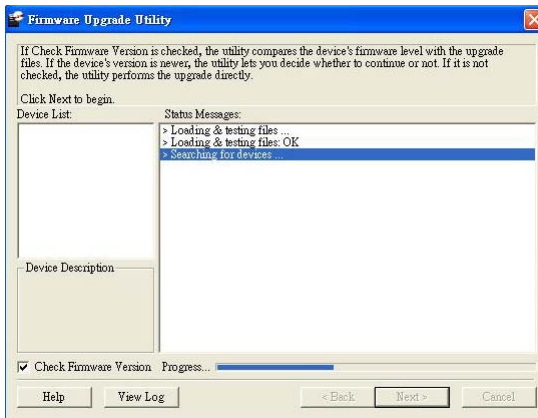 Firmware Upgrade Utility
If Check Firmware Version is checked, the utility compares the device's firmware level with the upgrade
files. If the device's version is newer, the utility lets you decide whether to continue or not. If it is not
checked, the utility performs the upgrade directly.
Click Next to begin.
Device List:
Status Messages:
> Loading & testing files ...
> Loading & testing files: OK
> Searching for devices ...
Device Description
Check Firmware Version Progress...
Help View Log < Back Next > Cancel